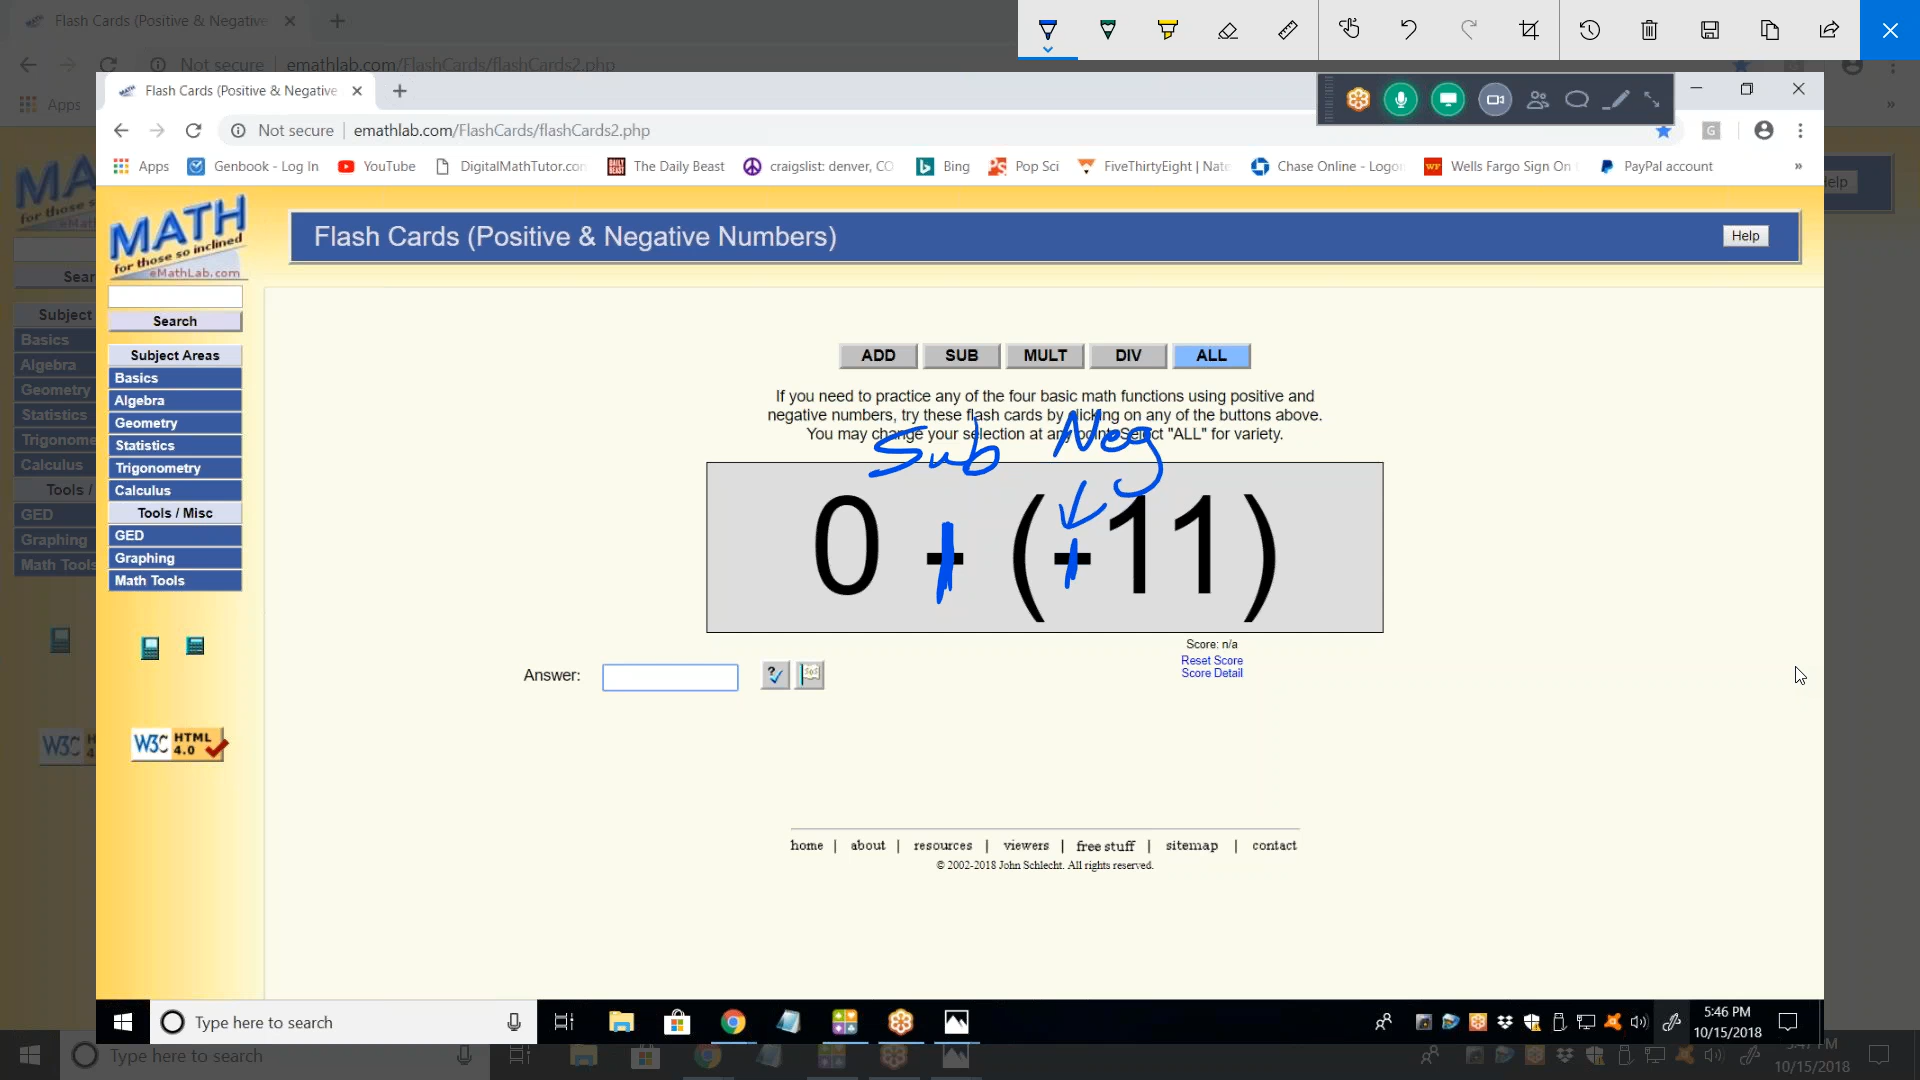 Flash Cards (Positive & Negative
Not secure emathlab.com/FlashCards/flashCards2.php
Apps
Flash Cards (Positive & Negative
Not secure | emathlab.com/FlashCards/flashCards2.php
G
Apps Genbook - Log In YouTube DigitalMathTutor.com The Daily Beast craigslist: denver, CO Bing Pop Sci FiveThirtyEight | Nate Chase Online - Logon Wells Fargo Sign On PayPal account »
MATH
for those so inclined
eMathLab.com
Flash Cards (Positive & Negative Numbers)
Help
Search
Subject Areas
Basics
Algebra
Geometry
Statistics
Trigonometry
Calculus
Tools / Misc
GED
Graphing
Math Tools
W3C HTML 4.0
ADD SUB MULT DIV ALL
If you need to practice any of the four basic math functions using positive and
negative numbers, try these flash cards by clicking on any of the buttons above.
You may change your selection at any point. Select "ALL" for variety.
Sub Neg
0 + (+11)
Score: n/a
Reset Score
Score Detail
Answer:
home | about | resources | viewers | free stuff | sitemap | contact
© 2002-2018 John Schlecht. All rights reserved.
Type here to search
5:46 PM
10/15/2018
Type here to search
5:47 PM
10/15/2018